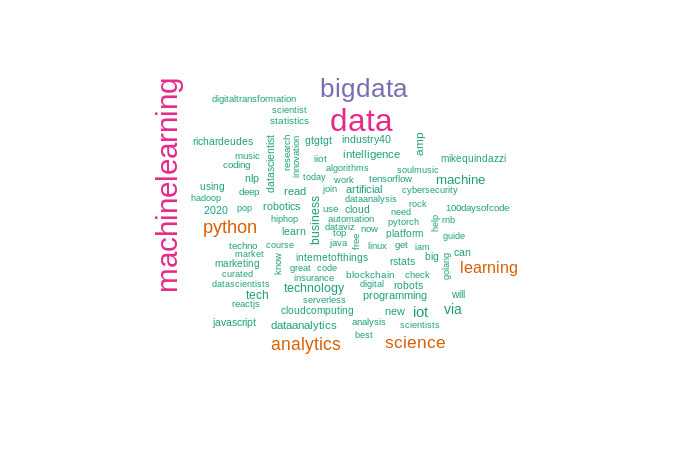 machinelearning
bigdata
digitaltransformation
scientist
data
statistics
richardeudes
datascientist
research
innovation
gtgtgt
industry40
amp
music
iiot
intelligence
mikequindazzi
coding
algorithms
soulmusic
nlp
today
work
tensorflow
machine
using
deep
read
join
artificial
cybersecurity
hadoop
dataanalysis
2020
pop
robotics
business
use
cloud
rock
need
100daysofcode
hiphop
automation
pytorch
help
rnb
python
learn
dataviz
top
now
platform
guide
techno
course
java
free
linux
get
iam
market
know
internetofthings
big
can
marketing
rstats
golang
learning
curated
great
code
insurance
blockchain
check
datascientists
technology
digital
robots
tech
serverless
programming
will
reactjs
cloudcomputing
new
iot
via
javascript
dataanalytics
analysis
scientists
best
analytics
science